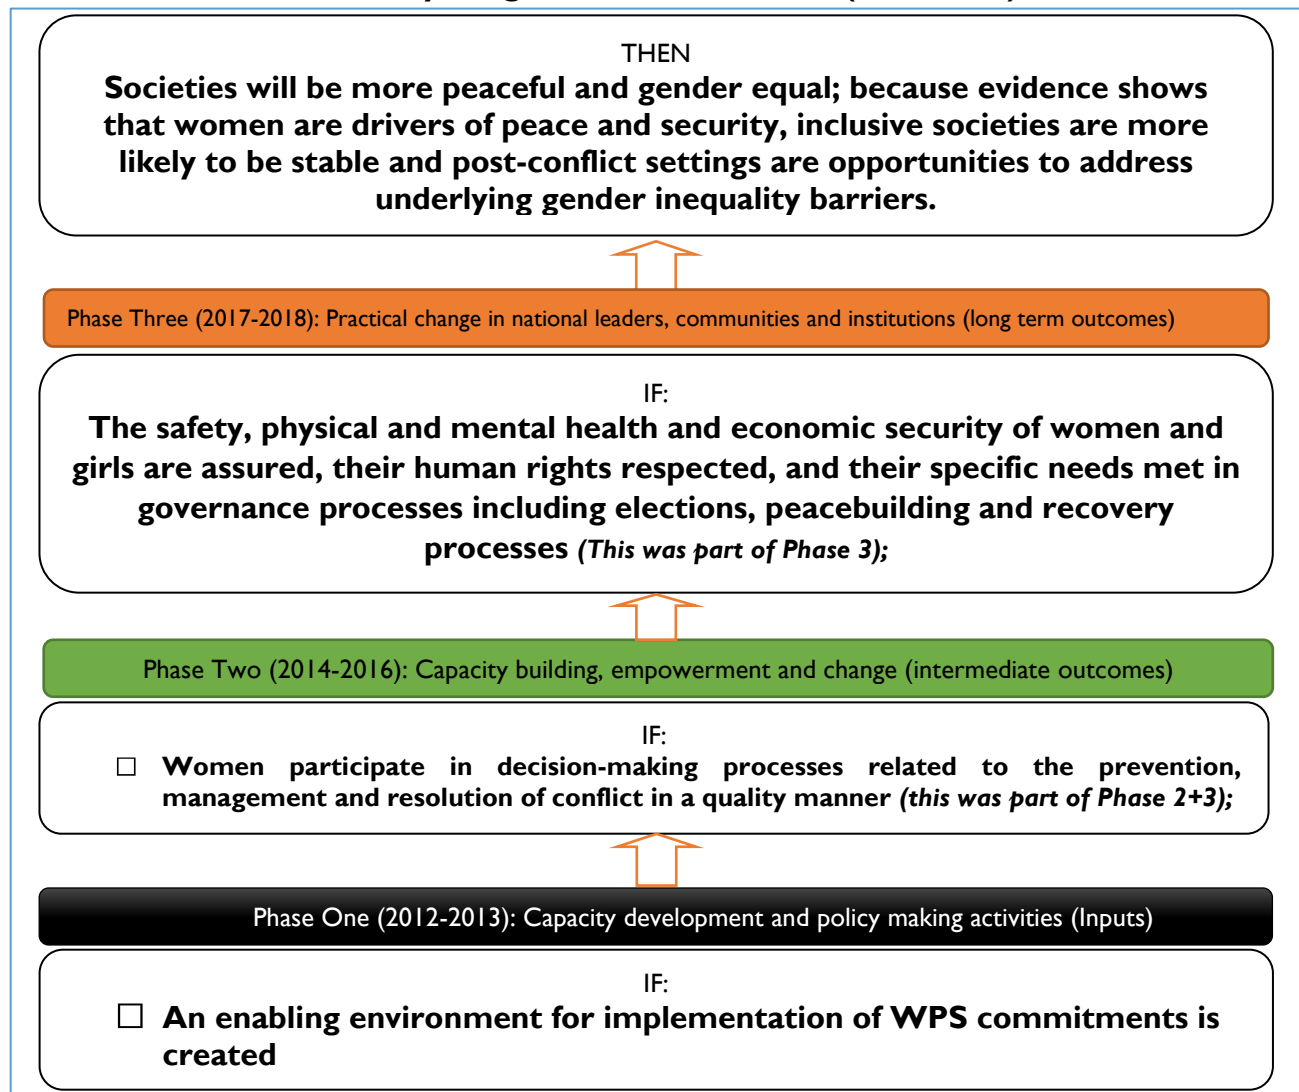 THEN
Societies will be more peaceful and gender equal; because evidence shows
that women are drivers of peace and security, inclusive societies are more
likely to be stable and post-conflict settings are opportunities to address
underlying gender inequality barriers.
Phase Three (2017-2018): Practical change in national leaders, communities and institutions (long term outcomes)
IF:
The safety, physical and mental health and economic security of women and
girls are assured, their human rights respected, and their specific needs met in
governance processes including elections, peacebuilding and recovery
processes (This was part of Phase 3);
Phase Two (2014-2016): Capacity building, empowerment and change (intermediate outcomes)
IF:
☐ Women participate in decision-making processes related to the prevention,
management and resolution of conflict in a quality manner (this was part of Phase 2+3);
Phase One (2012-2013): Capacity development and policy making activities (Inputs)
IF:
☐ An enabling environment for implementation of WPS commitments is
created